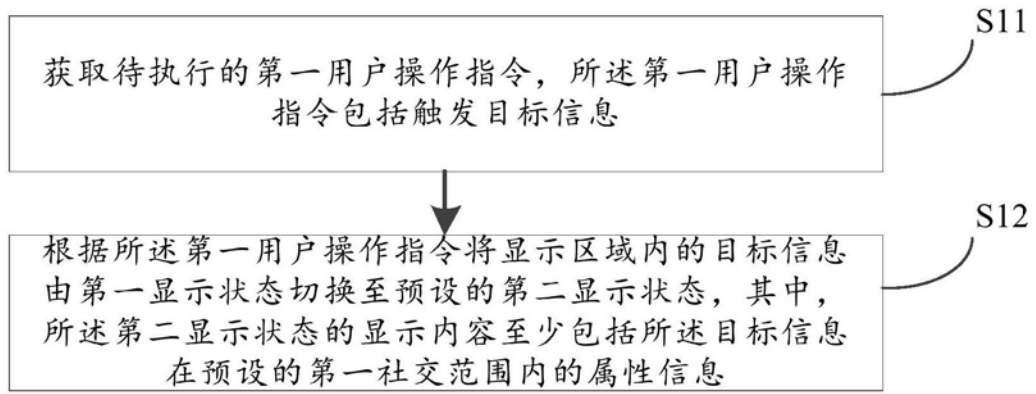 S11
获取待执行的第一用户操作指令，所述第一用户操作
指令包括触发目标信息
S12
根据所述第一用户操作指令将显示区域内的目标信息
由第一显示状态切换至预设的第二显示状态，其中，
所述第二显示状态的显示内容至少包括所述目标信息
在预设的第一社交范围内的属性信息